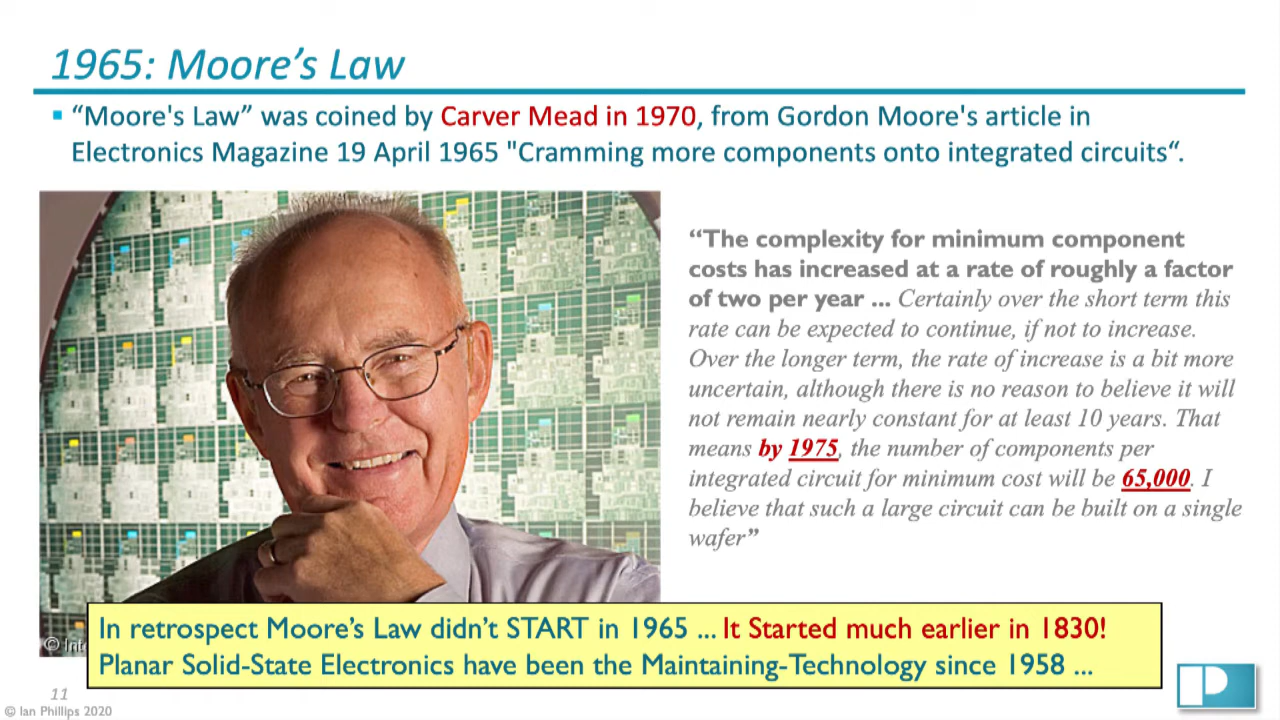 1965: Moore’s Law
▪ “Moore's Law” was coined by Carver Mead in 1970, from Gordon Moore's article in
Electronics Magazine 19 April 1965 "Cramming more components onto integrated circuits“.
“The complexity for minimum component
costs has increased at a rate of roughly a factor
of two per year ... Certainly over the short term this
rate can be expected to continue, if not to increase.
Over the longer term, the rate of increase is a bit more
uncertain, although there is no reason to believe it will
not remain nearly constant for at least 10 years. That
means by 1975, the number of components per
integrated circuit for minimum cost will be 65,000. I
believe that such a large circuit can be built on a single
wafer”
©
In retrospect Moore’s Law didn’t START in 1965 ... It Started much earlier in 1830!
Planar Solid-State Electronics have been the Maintaining-Technology since 1958 ...
P
11
© Ian Phillips 2020